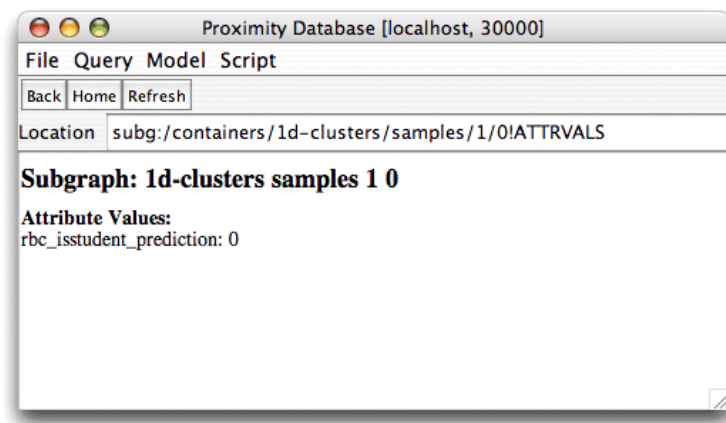 Proximity Database [localhost, 30000]
File Query Model Script
Back Home Refresh
Location subg:/containers/1d-clusters/samples/1/0!ATTRVALS
Subgraph: 1d-clusters samples 1 0
Attribute Values:
rbc_isstudent_prediction: 0